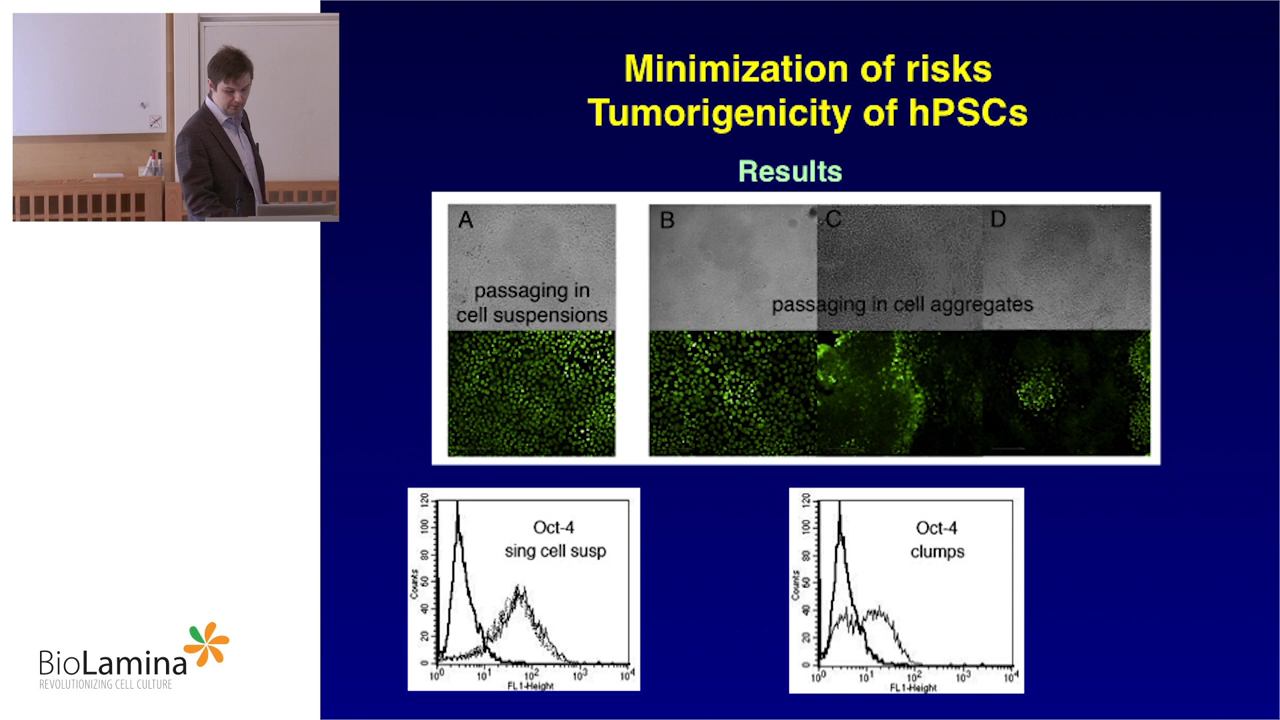 Minimization of risks
Tumorigenicity of hPSCs
Results
A
B
C
D
passaging in
cell suspensions
passaging in cell aggregates
Oct-4
sing cell susp
Counts
0
20
40
60
80
100
120
10⁰
10¹
10²
10³
10⁴
FL1-Height
Oct-4
clumps
Counts
0
20
40
60
80
100
120
10⁰
10¹
10²
10³
10⁴
FL1-Height
BioLamina
REVOLUTIONIZING CELL CULTURE